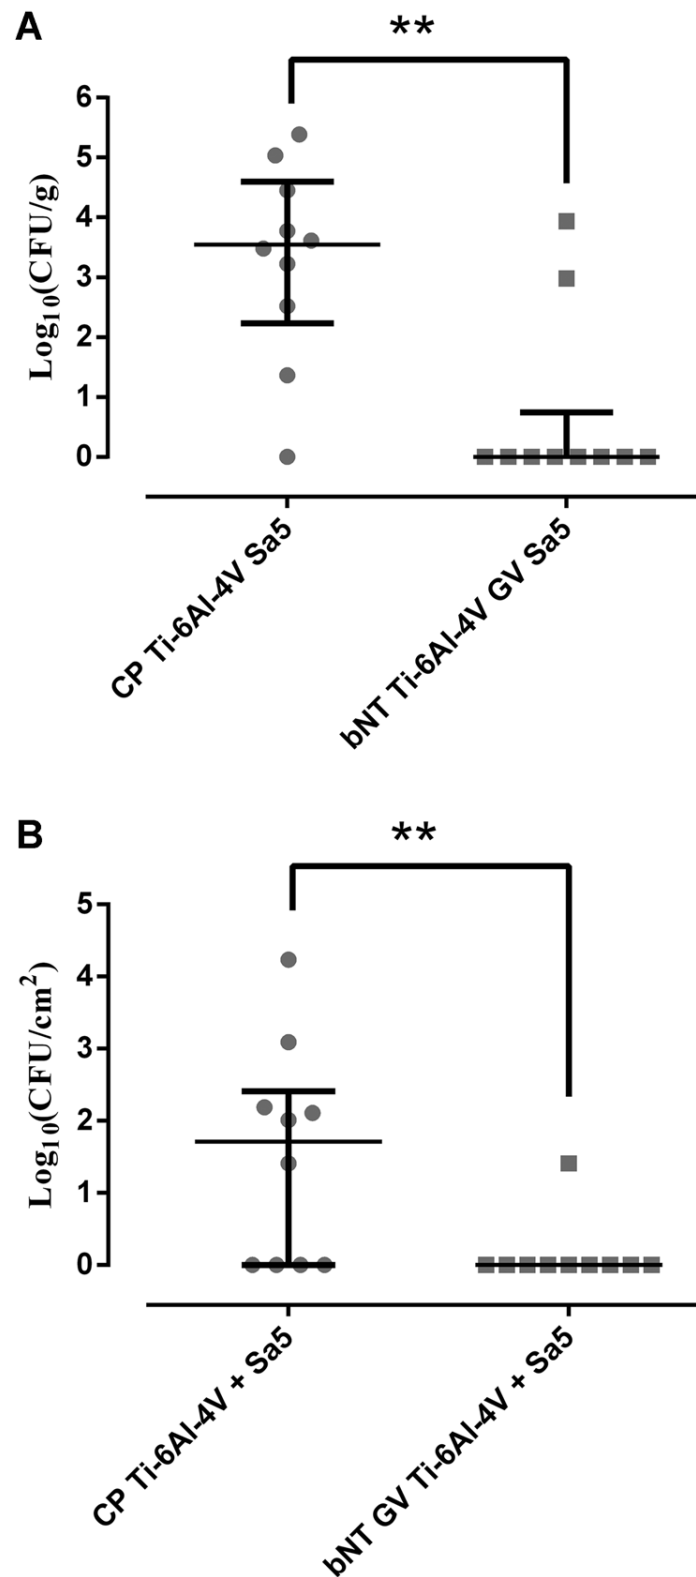 A
**
6
5
4
3
2
1
0
Log10(CFU/g)
CP Ti-6Al-4V Sa5
bNT Ti-6Al-4V GV Sa5
B
**
5
4
3
2
1
0
Log10(CFU/cm2)
CP Ti-6Al-4V + Sa5
bNT GV Ti-6Al-4V + Sa5